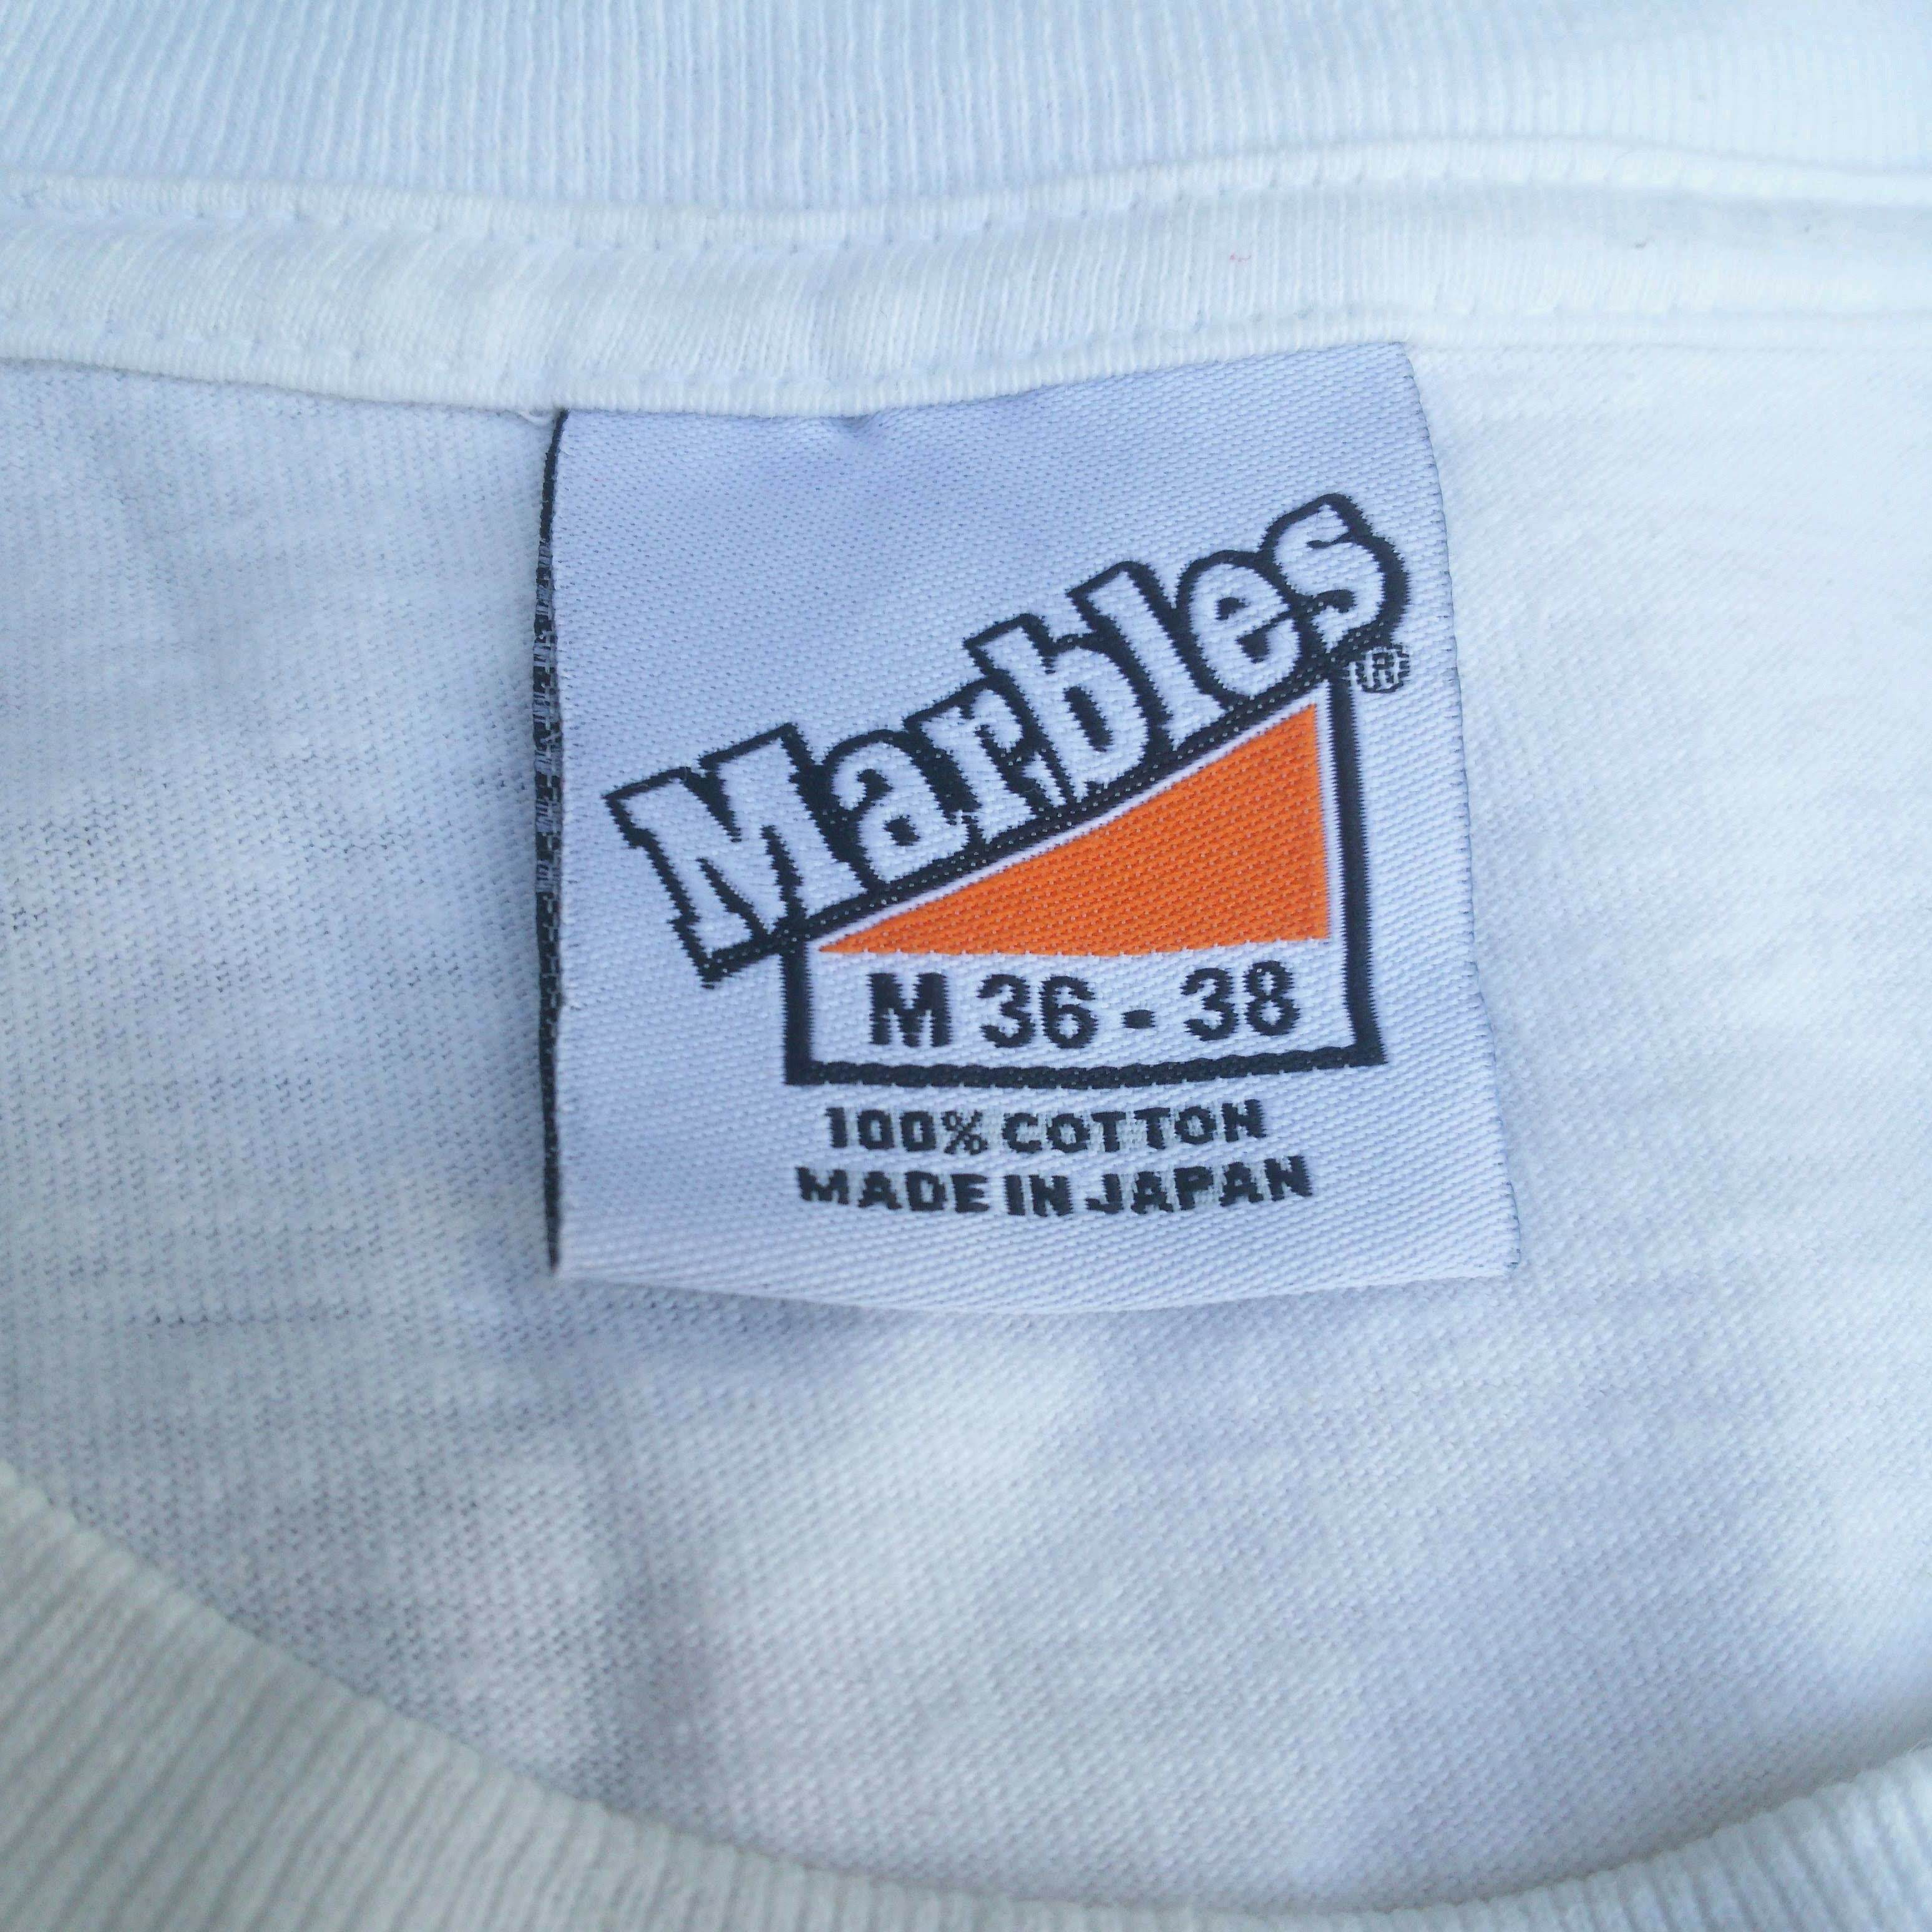 Marbles®
M 36 - 38
100% COTTON
MADE IN JAPAN